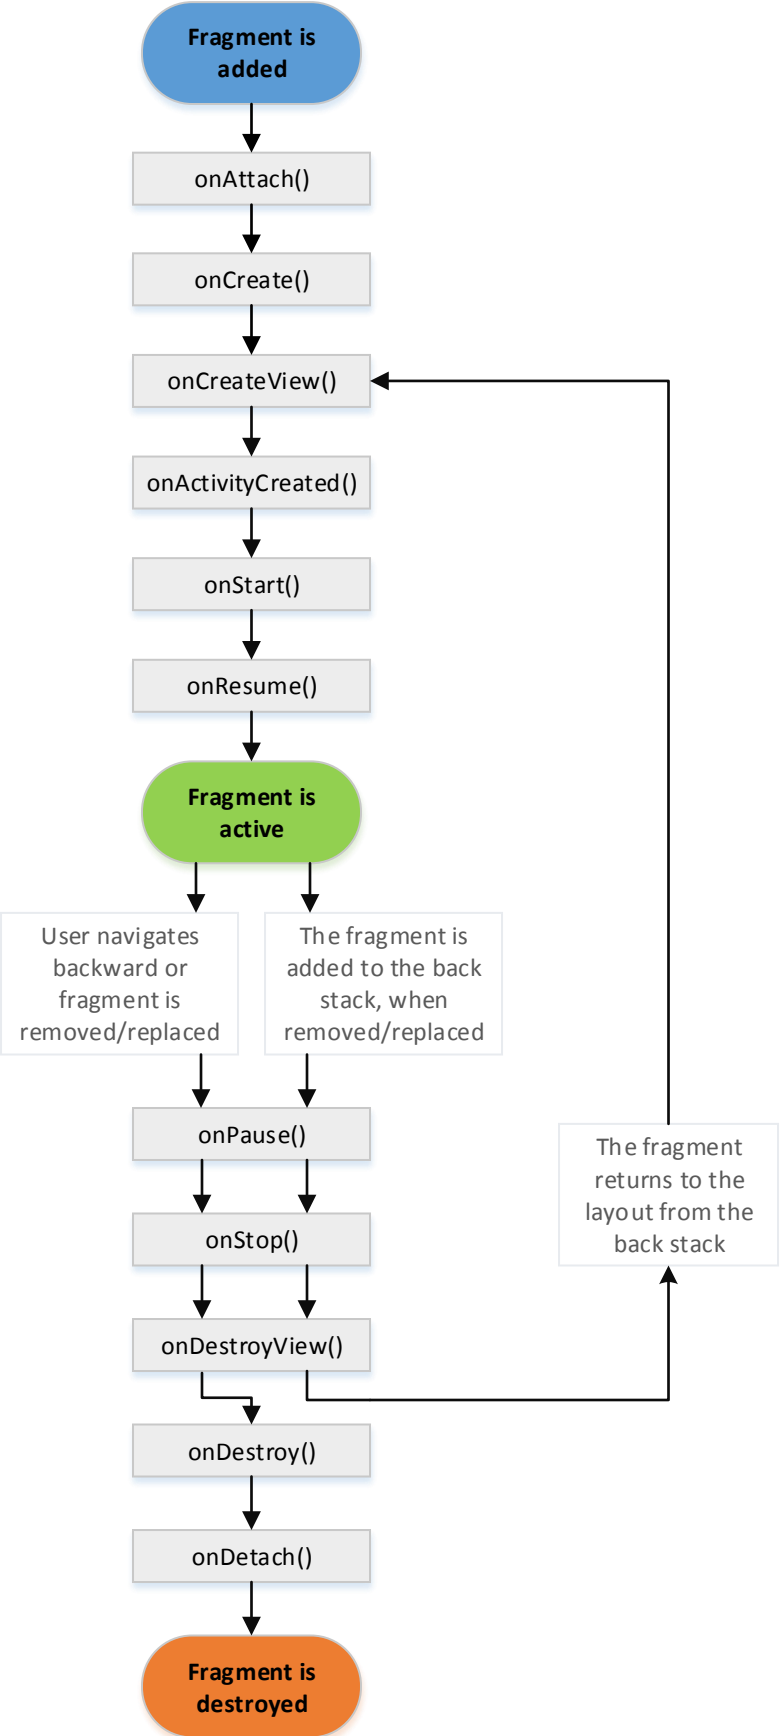 Fragment is
added
onAttach()
onCreate()
onCreateView()
onActivityCreated()
onStart()
onResume()
Fragment is
active
User navigates
backward or
fragment is
removed/replaced
The fragment is
added to the back
stack, when
removed/replaced
onPause()
The fragment
returns to the
layout from the
back stack
onStop()
onDestroyView()
onDestroy()
onDetach()
Fragment is
destroyed